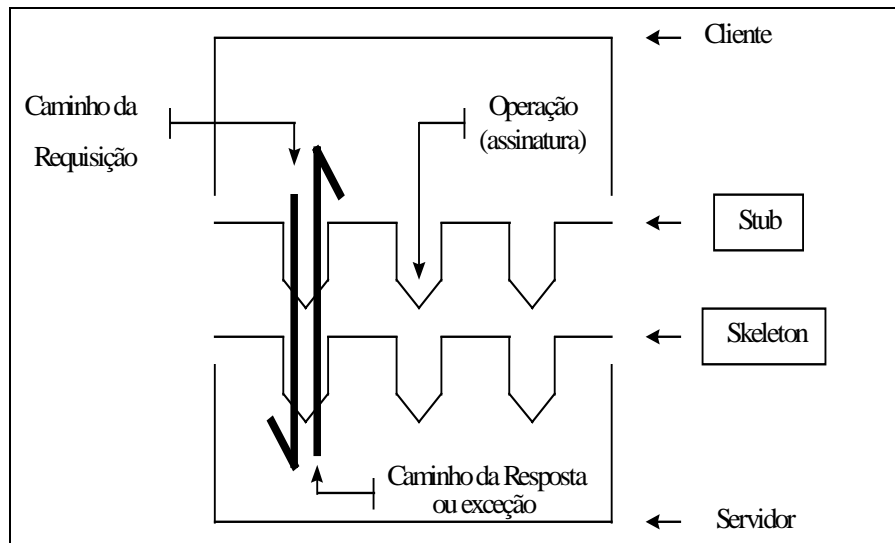 Cliente
Caminho da
Requisição
Operação
(assinatura)
Stub
Skeleton
Caminho da Resposta
ou exceção
Servidor